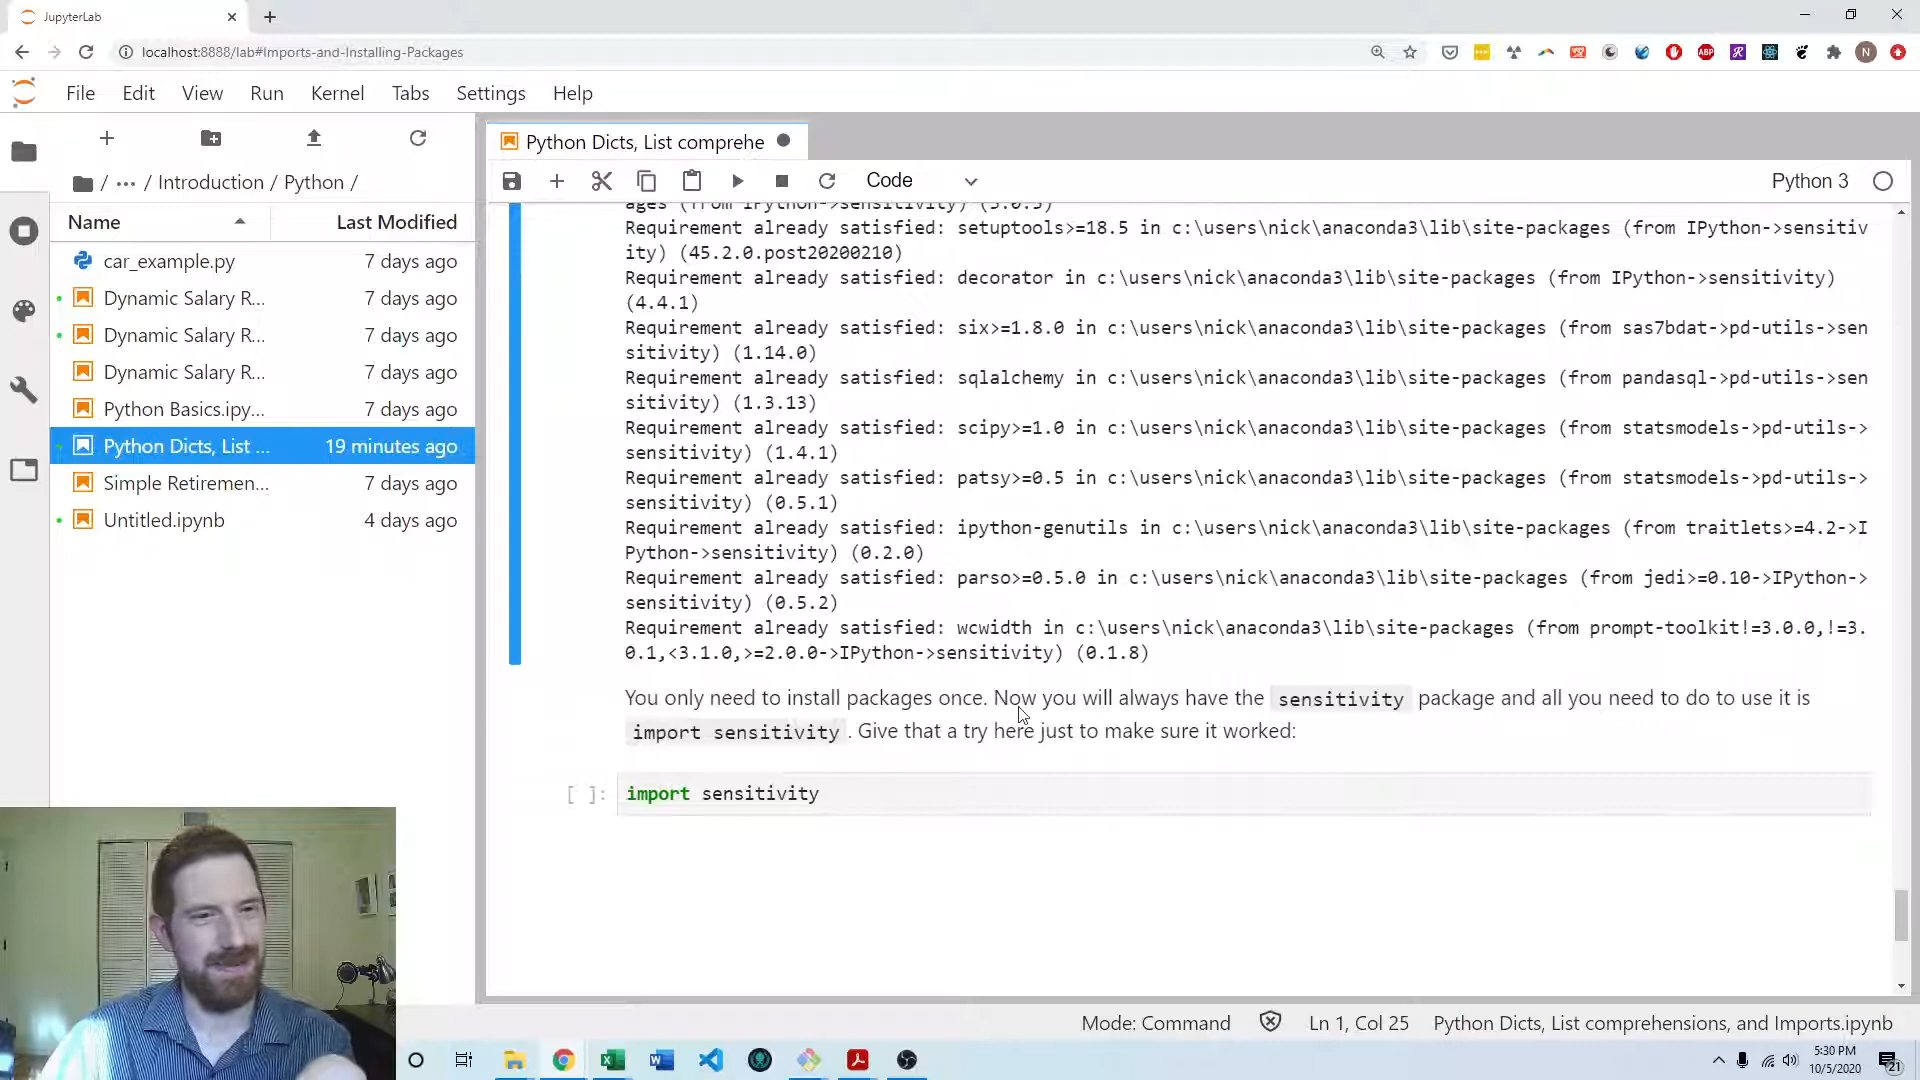 JupyterLab
localhost:8888/lab#Imports-and-Installing-Packages
ABP
N
File Edit View Run Kernel Tabs Settings Help
Python Dicts, List comprehe
/ ··· / Introduction / Python /
Code
Python 3
Name Last Modified
car_example.py 7 days ago
Dynamic Salary R... 7 days ago
Dynamic Salary R... 7 days ago
Dynamic Salary R... 7 days ago
Python Basics.ipy... 7 days ago
Python Dicts, List ... 19 minutes ago
Simple Retiremen... 7 days ago
Untitled.ipynb 4 days ago
ages (from IPython->sensitivity) (3.0.3)
Requirement already satisfied: setuptools>=18.5 in c:\users\nick\anaconda3\lib\site-packages (from IPython->sensitiv
ity) (45.2.0.post20200210)
Requirement already satisfied: decorator in c:\users\nick\anaconda3\lib\site-packages (from IPython->sensitivity)
(4.4.1)
Requirement already satisfied: six>=1.8.0 in c:\users\nick\anaconda3\lib\site-packages (from sas7bdat->pd-utils->sen
sitivity) (1.14.0)
Requirement already satisfied: sqlalchemy in c:\users\nick\anaconda3\lib\site-packages (from pandasql->pd-utils->sen
sitivity) (1.3.13)
Requirement already satisfied: scipy>=1.0 in c:\users\nick\anaconda3\lib\site-packages (from statsmodels->pd-utils->
sensitivity) (1.4.1)
Requirement already satisfied: patsy>=0.5 in c:\users\nick\anaconda3\lib\site-packages (from statsmodels->pd-utils->
sensitivity) (0.5.1)
Requirement already satisfied: ipython-genutils in c:\users\nick\anaconda3\lib\site-packages (from traitlets>=4.2->I
Python->sensitivity) (0.2.0)
Requirement already satisfied: parso>=0.5.0 in c:\users\nick\anaconda3\lib\site-packages (from jedi>=0.10->IPython->
sensitivity) (0.5.2)
Requirement already satisfied: wcwidth in c:\users\nick\anaconda3\lib\site-packages (from prompt-toolkit!=3.0.0,!=3.
0.1,<3.1.0,>=2.0.0->IPython->sensitivity) (0.1.8)
You only need to install packages once. Now you will always have the sensitivity package and all you need to do to use it is
import sensitivity . Give that a try here just to make sure it worked:
[ ]: import sensitivity
Mode: Command Ln 1, Col 25 Python Dicts, List comprehensions, and Imports.ipynb
5:30 PM
10/5/2020
21